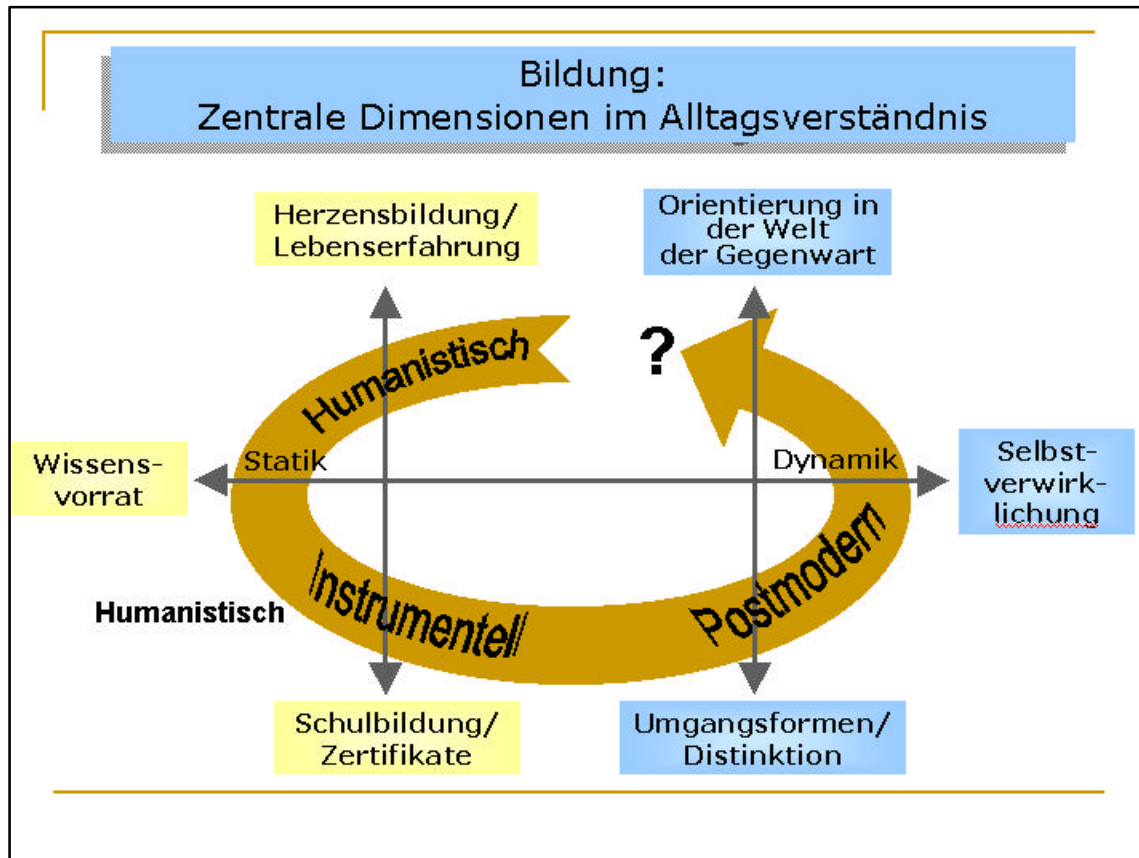 Bildung:
Zentrale Dimensionen im Alltagsverständnis
Herzensbildung/
Lebenserfahrung
Orientierung in
der Welt
der Gegenwart
Humanistisch
?
Wissens-
vorrat
Statik
Dynamik
Selbst-
verwirk-
lichung
Humanistisch
Instrumentell
Postmodern
Schulbildung/
Zertifikate
Umgangsformen/
Distinktion